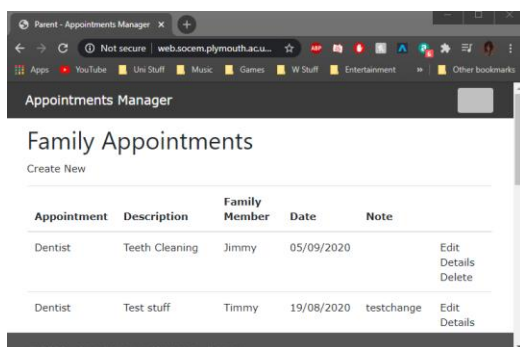 Parent - Appointments Manager
Not secure | web.socem.plymouth.ac.u...
Apps YouTube Uni Stuff Music Games W Stuff Entertainment » Other bookmarks
Appointments Manager
Family Appointments
Create New
Appointment Description Family Member Date Note
Dentist Teeth Cleaning Jimmy 05/09/2020 Edit
Details
Delete
Dentist Test stuff Timmy 19/08/2020 testchange Edit
Details